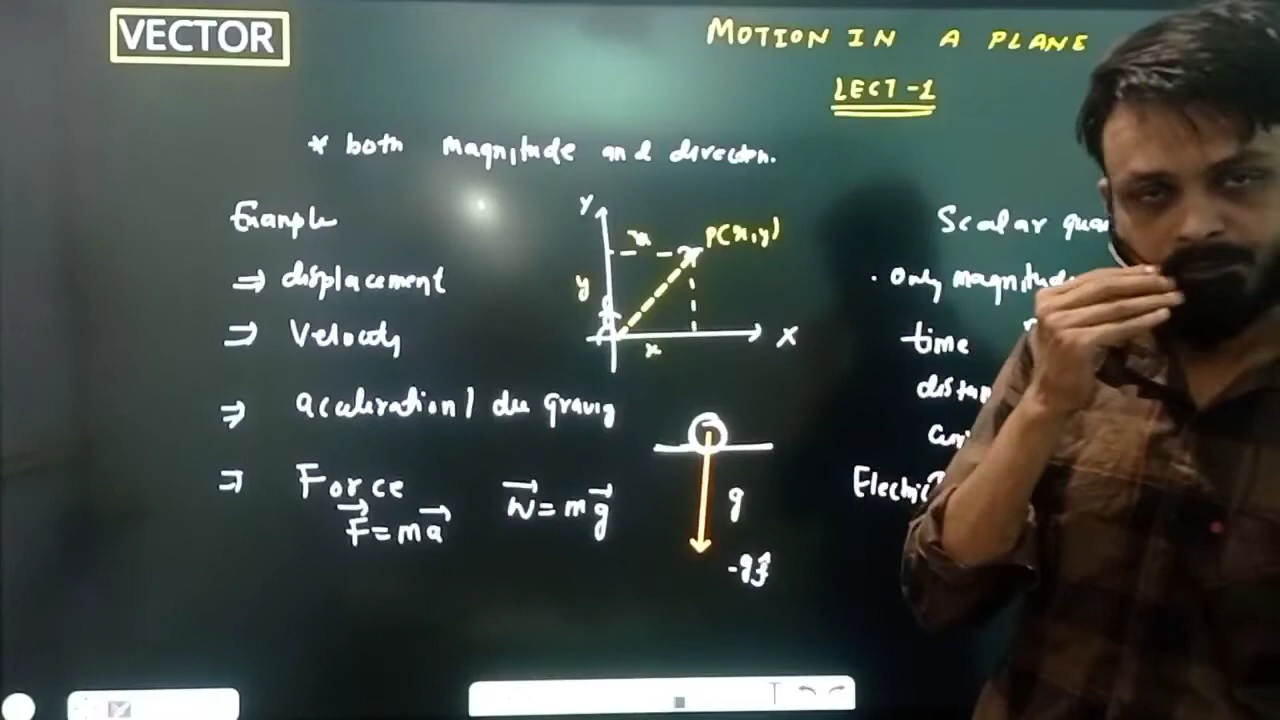 VECTOR
MOTION IN A PLANE
LECT-1
* both magnitude and direction.
Example
⇒ displacement
⇒ Velocity
⇒ acceleration / due gravity
⇒ Force
F⃗ = ma⃗
w⃗ = mg⃗
Y
x
P(x,y)
y
x
X
g
-gĵ
Scalar
· Only
time
Electric